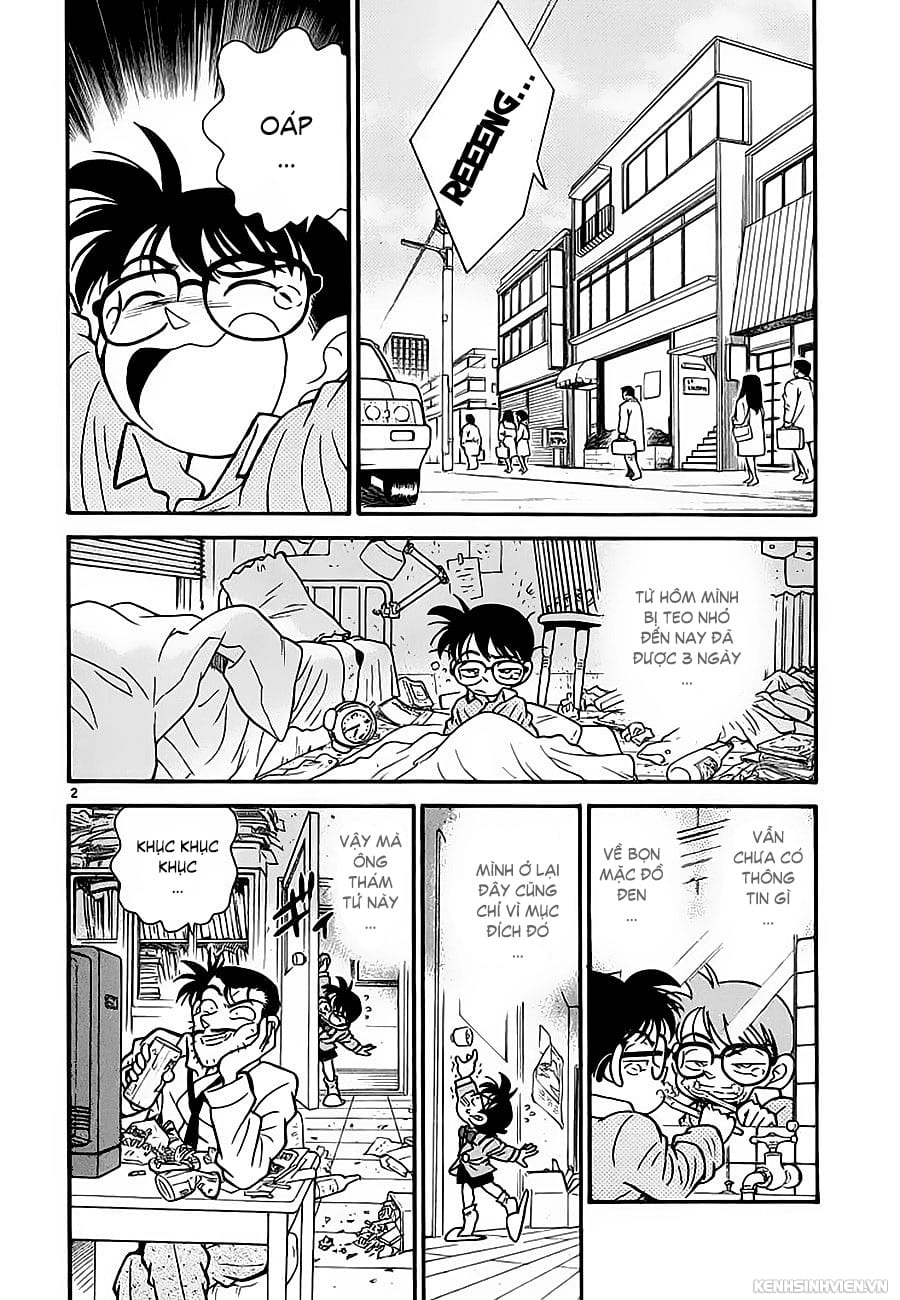 REEENG...
OÁP
...
TỪ HÔM MÌNH
BỊ TEO NHỎ
ĐẾN NAY ĐÃ
ĐƯỢC 3 NGÀY
...
2
VẪN
CHƯA CÓ
THÔNG
TIN GÌ
...
VỀ BỌN
MẶC ĐỒ
ĐEN
...
MÌNH Ở LẠI
ĐÂY CŨNG
CHỈ VÌ MỤC
ĐÍCH ĐÓ
...
VẬY MÀ
ÔNG
THÁM
TỬ NÀY
...
KHỤC KHỤC
KHỤC
...
KENHSINHVIEN.VN